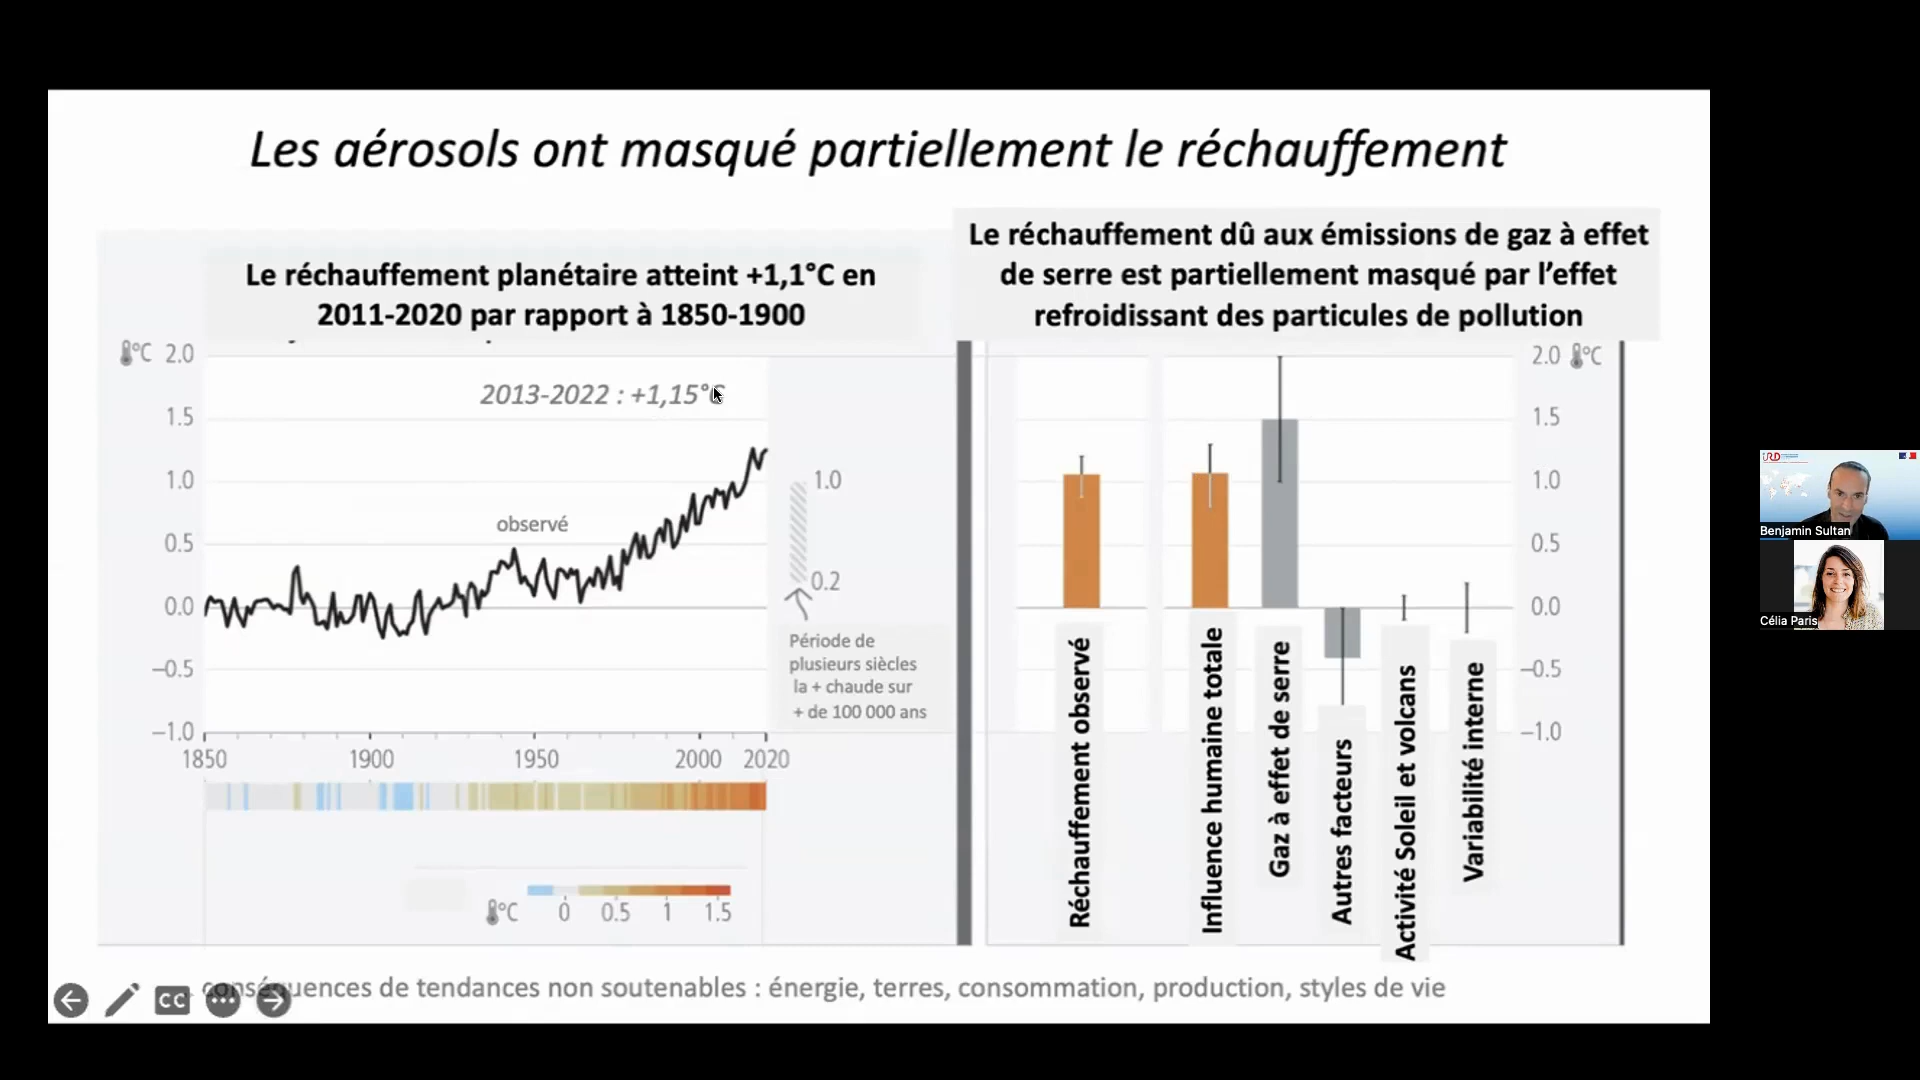 Les aérosols ont masqué partiellement le réchauffement
Le réchauffement planétaire atteint +1,1°C en
2011-2020 par rapport à 1850-1900
°C 2.0
1.5
1.0
0.5
0.0
–0.5
–1.0
2013-2022 : +1,15°C
observé
1.0
0.2
Période de
plusieurs siècles
la + chaude sur
+ de 100 000 ans
1850 1900 1950 2000 2020
°C 0 0.5 1 1.5
Le réchauffement dû aux émissions de gaz à effet
de serre est partiellement masqué par l’effet
refroidissant des particules de pollution
2.0 °C
1.5
1.0
0.5
0.0
–0.5
–1.0
Réchauffement observé
Influence humaine totale
Gaz à effet de serre
Autres facteurs
Activité Soleil et volcans
Variabilité interne
conséquences de tendances non soutenables : énergie, terres, consommation, production, styles de vie
CC
IRD
Benjamin Sultan
Célia Paris